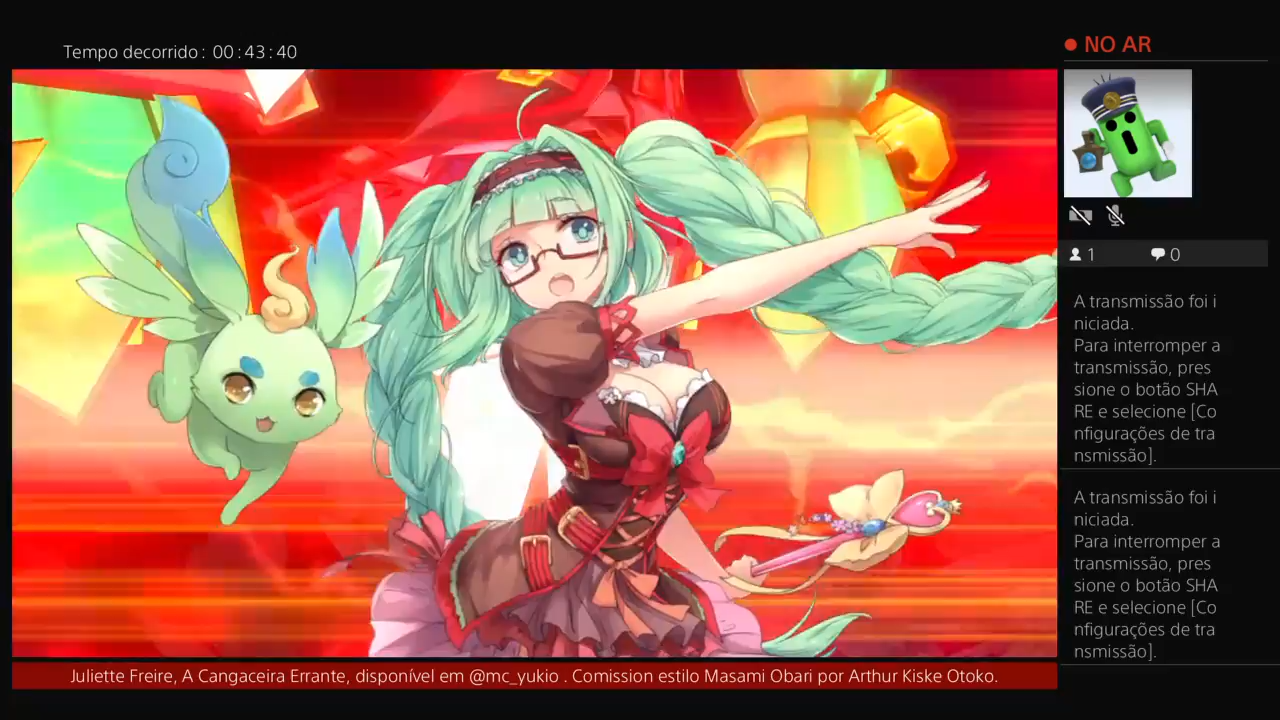 Tempo decorrido: 00:43:40
NO AR
1
0
A transmissão foi i
niciada.
Para interromper a
transmissão, pres
sione o botão SHA
RE e selecione [Co
nfigurações de tra
nsmissão].
A transmissão foi i
niciada.
Para interromper a
transmissão, pres
sione o botão SHA
RE e selecione [Co
nfigurações de tra
nsmissão].
Juliette Freire, A Cangaceira Errante, disponível em @mc_yukio . Comission estilo Masami Obari por Arthur Kiske Otoko.